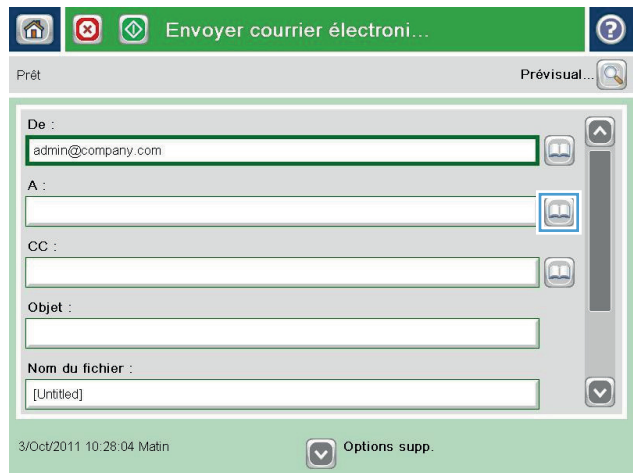 Envoyer courrier électroni...
Prêt
Prévisual...
De :
admin@company.com
A :
CC :
Objet :
Nom du fichier :
[Untitled]
3/Oct/2011 10:28:04 Matin
Options supp.